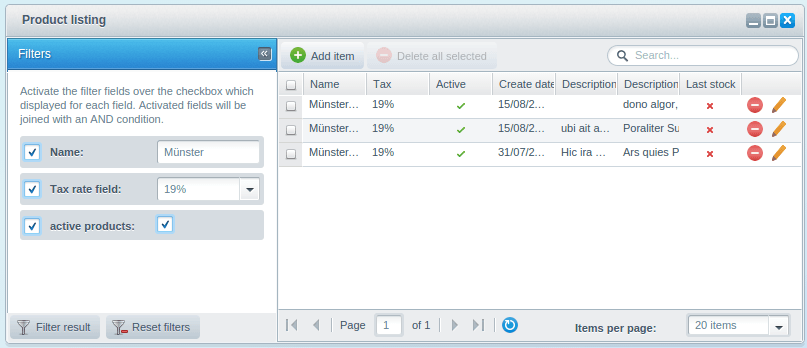 Product listing
Filters
«
Add item
Delete all selected
Search...
Activate the filter fields over the checkbox which
displayed for each field. Activated fields will be
joined with an AND condition.
Name: Münster
Tax rate field: 19%
active products:
Filter result
Reset filters
Name Tax Active Create date Description Description Last stock
Münster... 19% 15/08/2... dono algor,
Münster... 19% 15/08/2... ubi ait a... Poraliter Su
Münster... 19% 31/07/2... Hic ira ... Ars quies P
Page 1 of 1
Items per page: 20 items